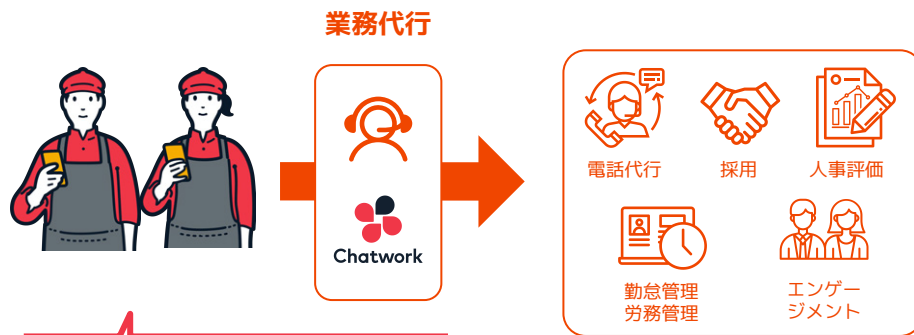 業務代行
Chatwork
電話代行
採用
人事評価
勤怠管理
労務管理
エンゲー
ジメント